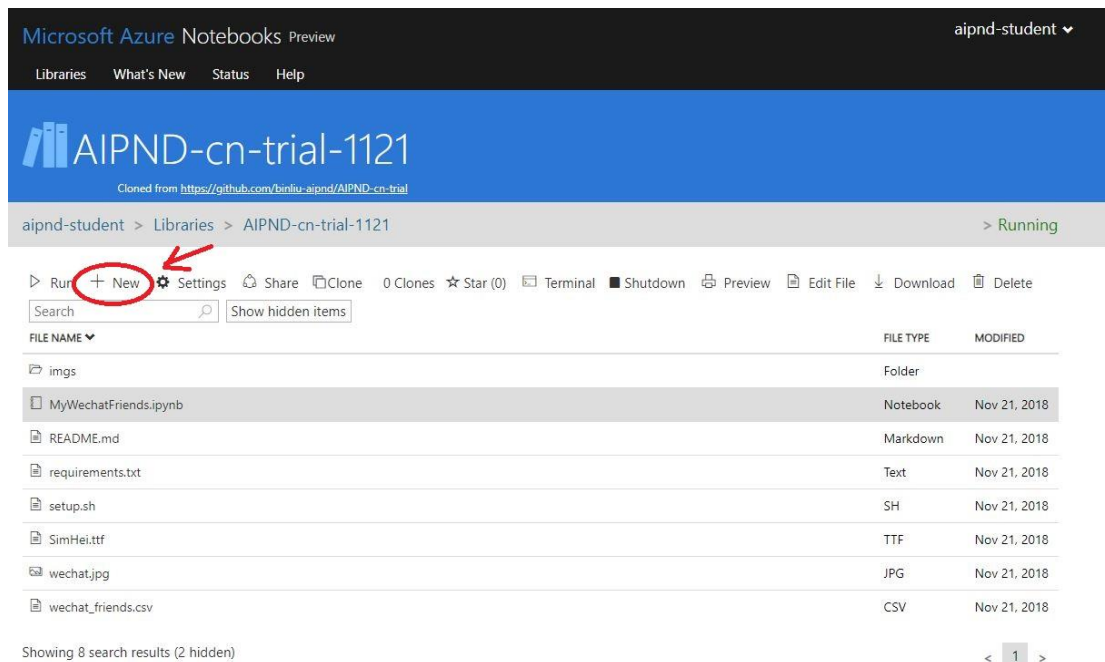 Microsoft Azure Notebooks Preview
aipnd-student
Libraries What's New Status Help
AIPND-cn-trial-1121
Cloned from https://github.com/binliu-aipnd/AIPND-cn-trial
aipnd-student > Libraries > AIPND-cn-trial-1121 > Running
Run + New Settings Share Clone 0 Clones Star (0) Terminal Shutdown Preview Edit File Download Delete
Search Show hidden items
FILE NAME FILE TYPE MODIFIED
imgs Folder
MyWechatFriends.ipynb Notebook Nov 21, 2018
README.md Markdown Nov 21, 2018
requirements.txt Text Nov 21, 2018
setup.sh SH Nov 21, 2018
SimHei.ttf TTF Nov 21, 2018
wechat.jpg JPG Nov 21, 2018
wechat_friends.csv CSV Nov 21, 2018
Showing 8 search results (2 hidden) < 1 >